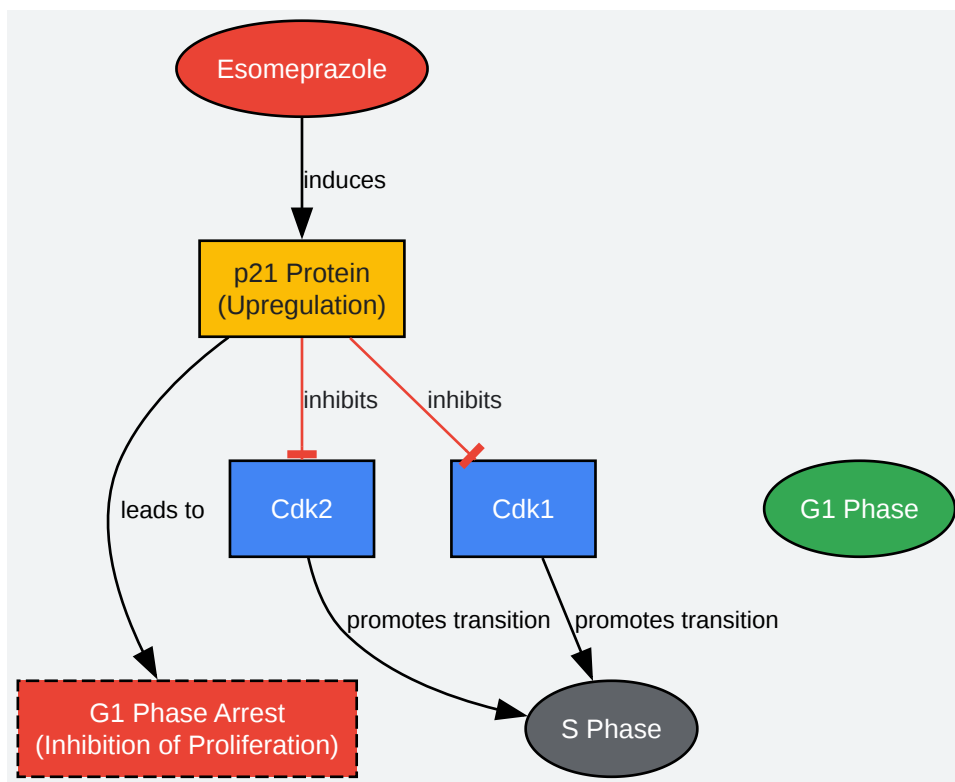 Esomeprazole
induces
p21 Protein
(Upregulation)
inhibits
inhibits
leads to
Cdk2
Cdk1
G1 Phase
promotes transition
promotes transition
G1 Phase Arrest
(Inhibition of Proliferation)
S Phase